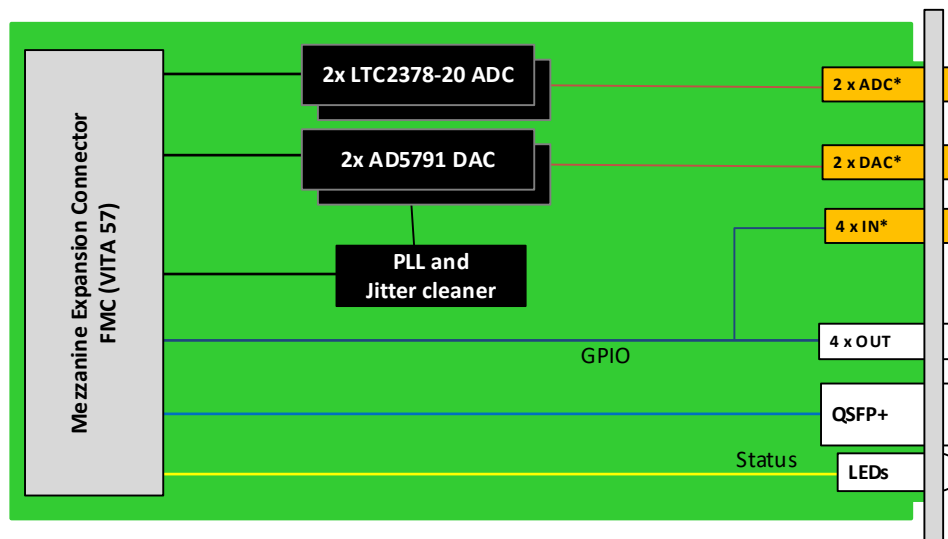 Mezzanine Expansion Connector
FMC (VITA 57)
2x LTC2378-20 ADC
2 x ADC*
2x AD5791 DAC
2 x DAC*
4 x IN*
PLL and
Jitter cleaner
4 x OUT
GPIO
QSFP+
Status
LEDs